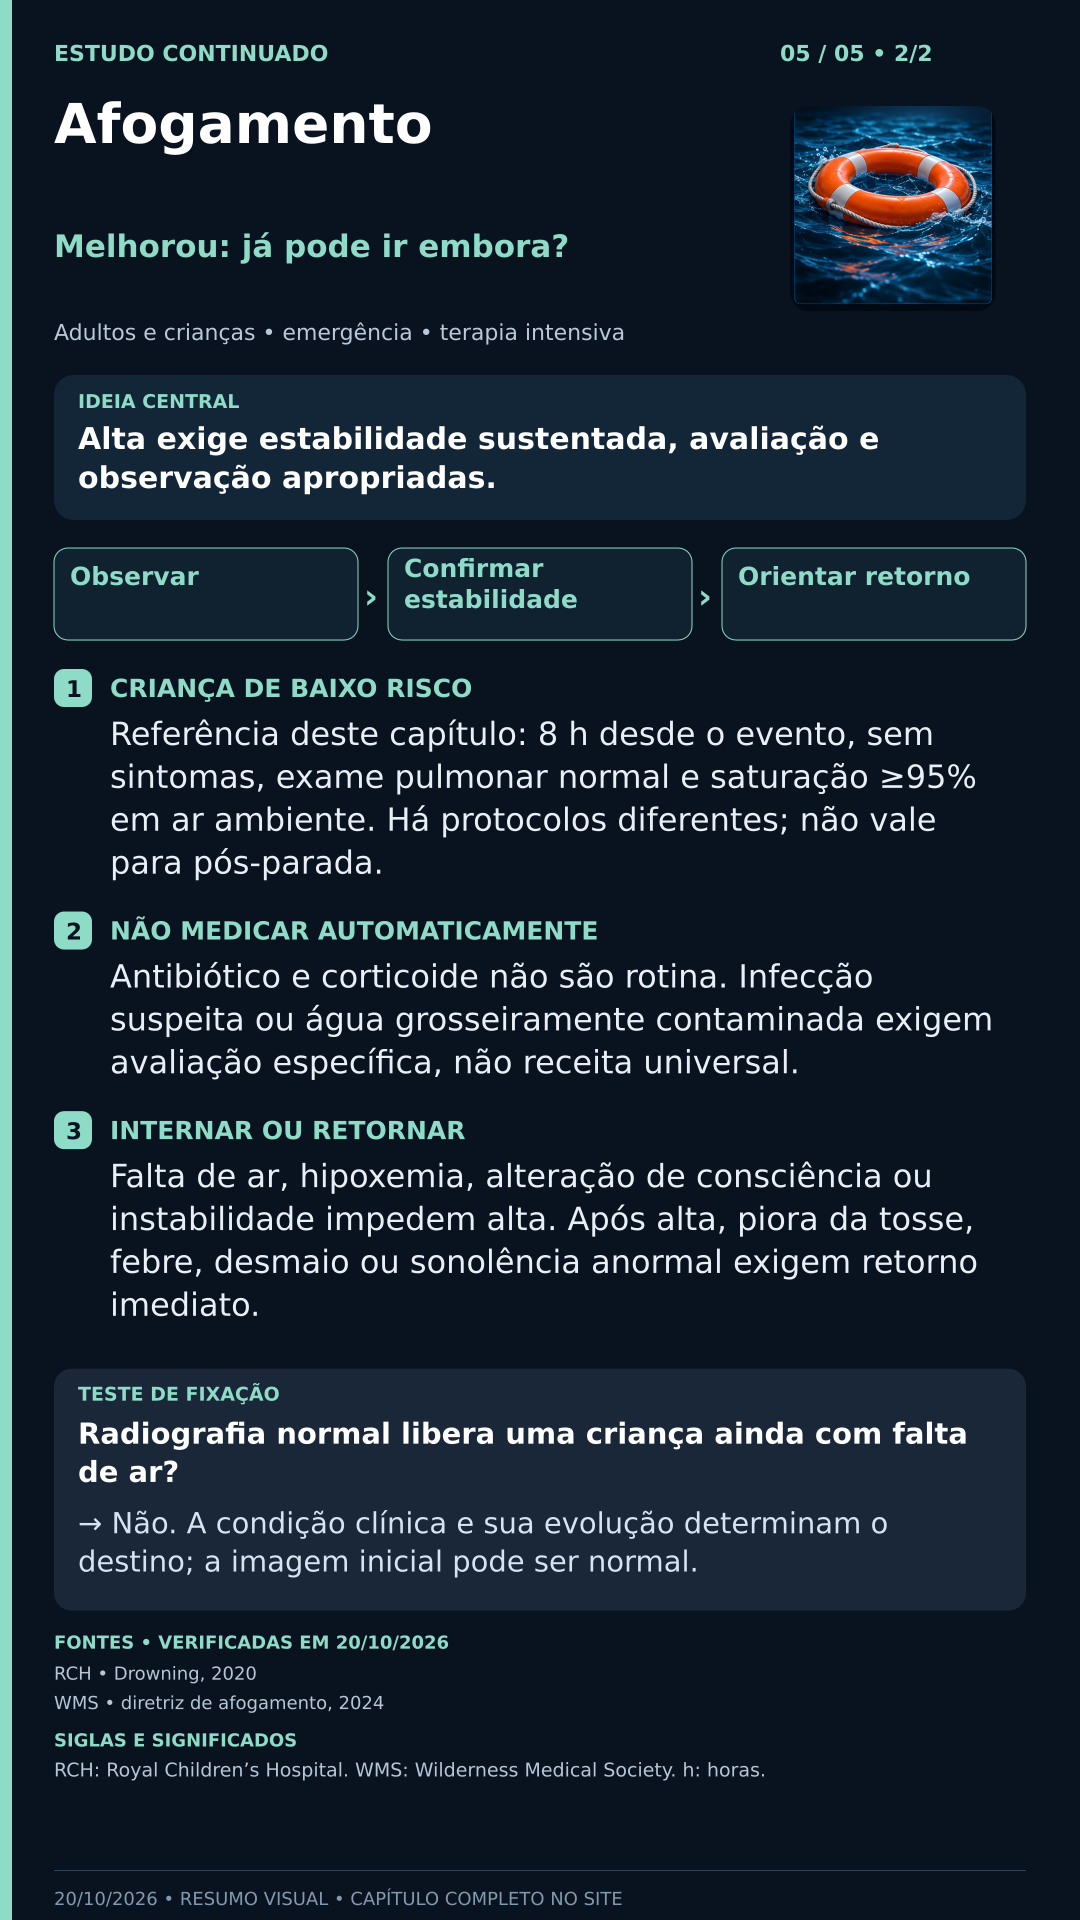 ESTUDO CONTINUADO
05 / 05 • 2/2
Afogamento
Melhorou: já pode ir embora?
Adultos e crianças • emergência • terapia intensiva
IDEIA CENTRAL
Alta exige estabilidade sustentada, avaliação e
observação apropriadas.
Observar
›
Confirmar
estabilidade
›
Orientar retorno
1 CRIANÇA DE BAIXO RISCO
Referência deste capítulo: 8 h desde o evento, sem
sintomas, exame pulmonar normal e saturação ≥95%
em ar ambiente. Há protocolos diferentes; não vale
para pós-parada.
2 NÃO MEDICAR AUTOMATICAMENTE
Antibiótico e corticoide não são rotina. Infecção
suspeita ou água grosseiramente contaminada exigem
avaliação específica, não receita universal.
3 INTERNAR OU RETORNAR
Falta de ar, hipoxemia, alteração de consciência ou
instabilidade impedem alta. Após alta, piora da tosse,
febre, desmaio ou sonolência anormal exigem retorno
imediato.
TESTE DE FIXAÇÃO
Radiografia normal libera uma criança ainda com falta
de ar?
→ Não. A condição clínica e sua evolução determinam o
destino; a imagem inicial pode ser normal.
FONTES • VERIFICADAS EM 20/10/2026
RCH • Drowning, 2020
WMS • diretriz de afogamento, 2024
SIGLAS E SIGNIFICADOS
RCH: Royal Children’s Hospital. WMS: Wilderness Medical Society. h: horas.
20/10/2026 • RESUMO VISUAL • CAPÍTULO COMPLETO NO SITE